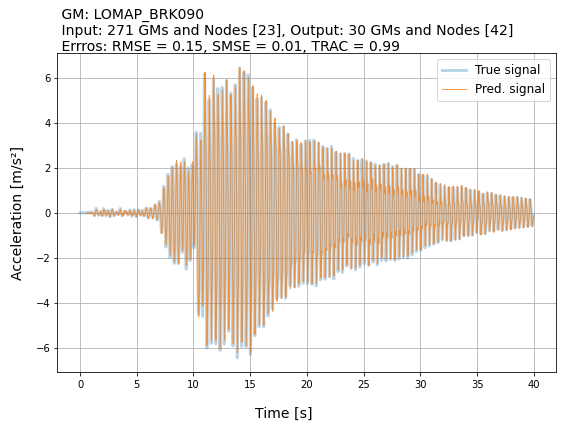 GM: LOMAP_BRK090
Input: 271 GMs and Nodes [23], Output: 30 GMs and Nodes [42]
Errros: RMSE = 0.15, SMSE = 0.01, TRAC = 0.99
True signal
Pred. signal
6
4
2
0
−2
−4
−6
Acceleration [m/s²]
0 5 10 15 20 25 30 35 40
Time [s]